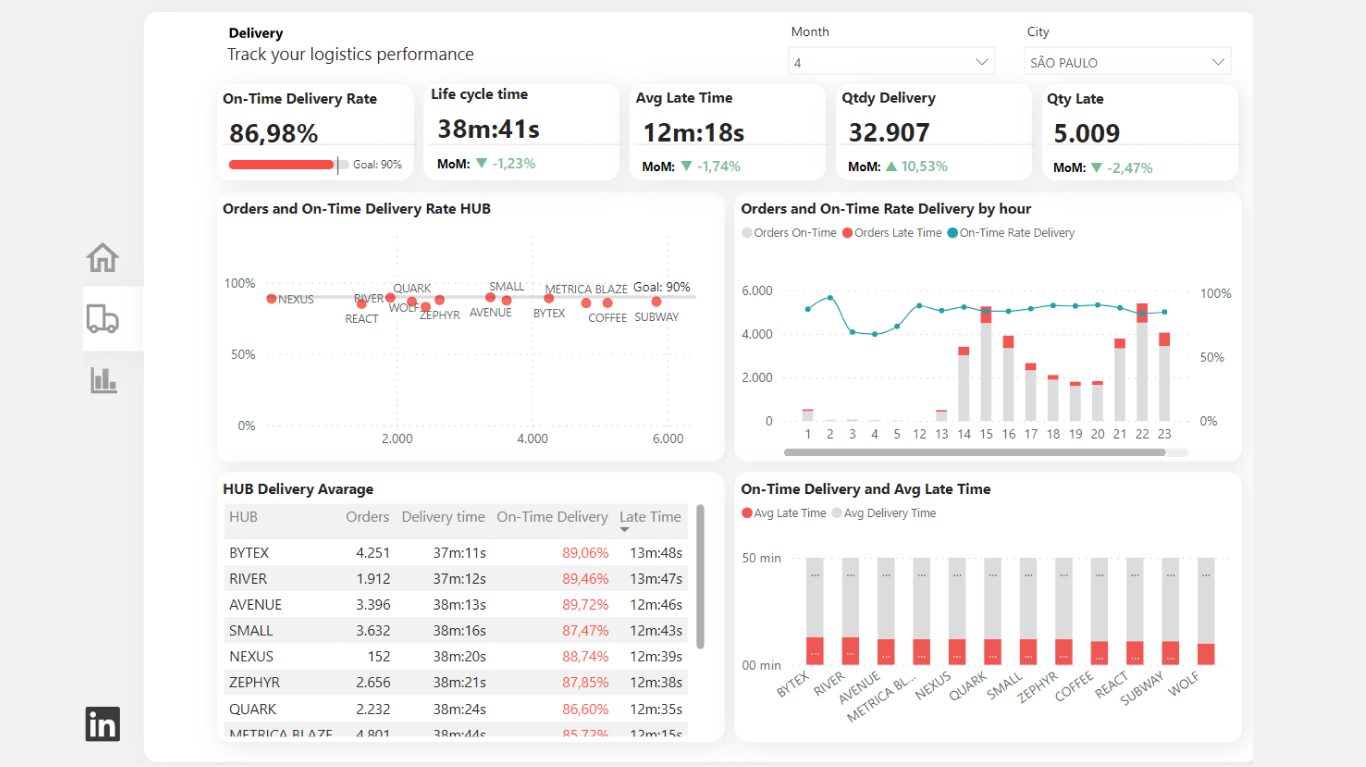 Delivery
Track your logistics performance
Month
4
City
SÃO PAULO
On-Time Delivery Rate
86,98%
Goal: 90%
Life cycle time
38m:41s
MoM: ▼ -1,23%
Avg Late Time
12m:18s
MoM: ▼ -1,74%
Qtdy Delivery
32.907
MoM: ▲ 10,53%
Qty Late
5.009
MoM: ▼ -2,47%
Orders and On-Time Delivery Rate HUB
100%
50%
0%
2.000 4.000 6.000
NEXUS
RIVER
REACT
QUARK
WOLF
ZEPHYR
SMALL
AVENUE
METRICA BLAZE
BYTEX
COFFEE
SUBWAY
Goal: 90%
Orders and On-Time Rate Delivery by hour
Orders On-Time Orders Late Time On-Time Rate Delivery
6.000
4.000
2.000
0
100%
50%
0%
1 2 3 4 5 12 13 14 15 16 17 18 19 20 21 22 23
HUB Delivery Avarage
HUB Orders Delivery time On-Time Delivery Late Time
BYTEX 4.251 37m:11s 89,06% 13m:48s
RIVER 1.912 37m:12s 89,46% 13m:47s
AVENUE 3.396 38m:13s 89,72% 12m:46s
SMALL 3.632 38m:16s 87,47% 12m:43s
NEXUS 152 38m:20s 88,74% 12m:39s
ZEPHYR 2.656 38m:21s 87,85% 12m:38s
QUARK 2.232 38m:24s 86,60% 12m:35s
METRICA BLAZE 4.801 38m:44s 85,72% 12m:15s
On-Time Delivery and Avg Late Time
Avg Late Time Avg Delivery Time
50 min
... ... ... ... ... ... ... ... ... ... ... ...
... ... ... ... ... ... ... ... ... ... ...
00 min
BYTEX
RIVER
AVENUE
METRICA BL...
NEXUS
QUARK
SMALL
ZEPHYR
COFFEE
REACT
SUBWAY
WOLF
in